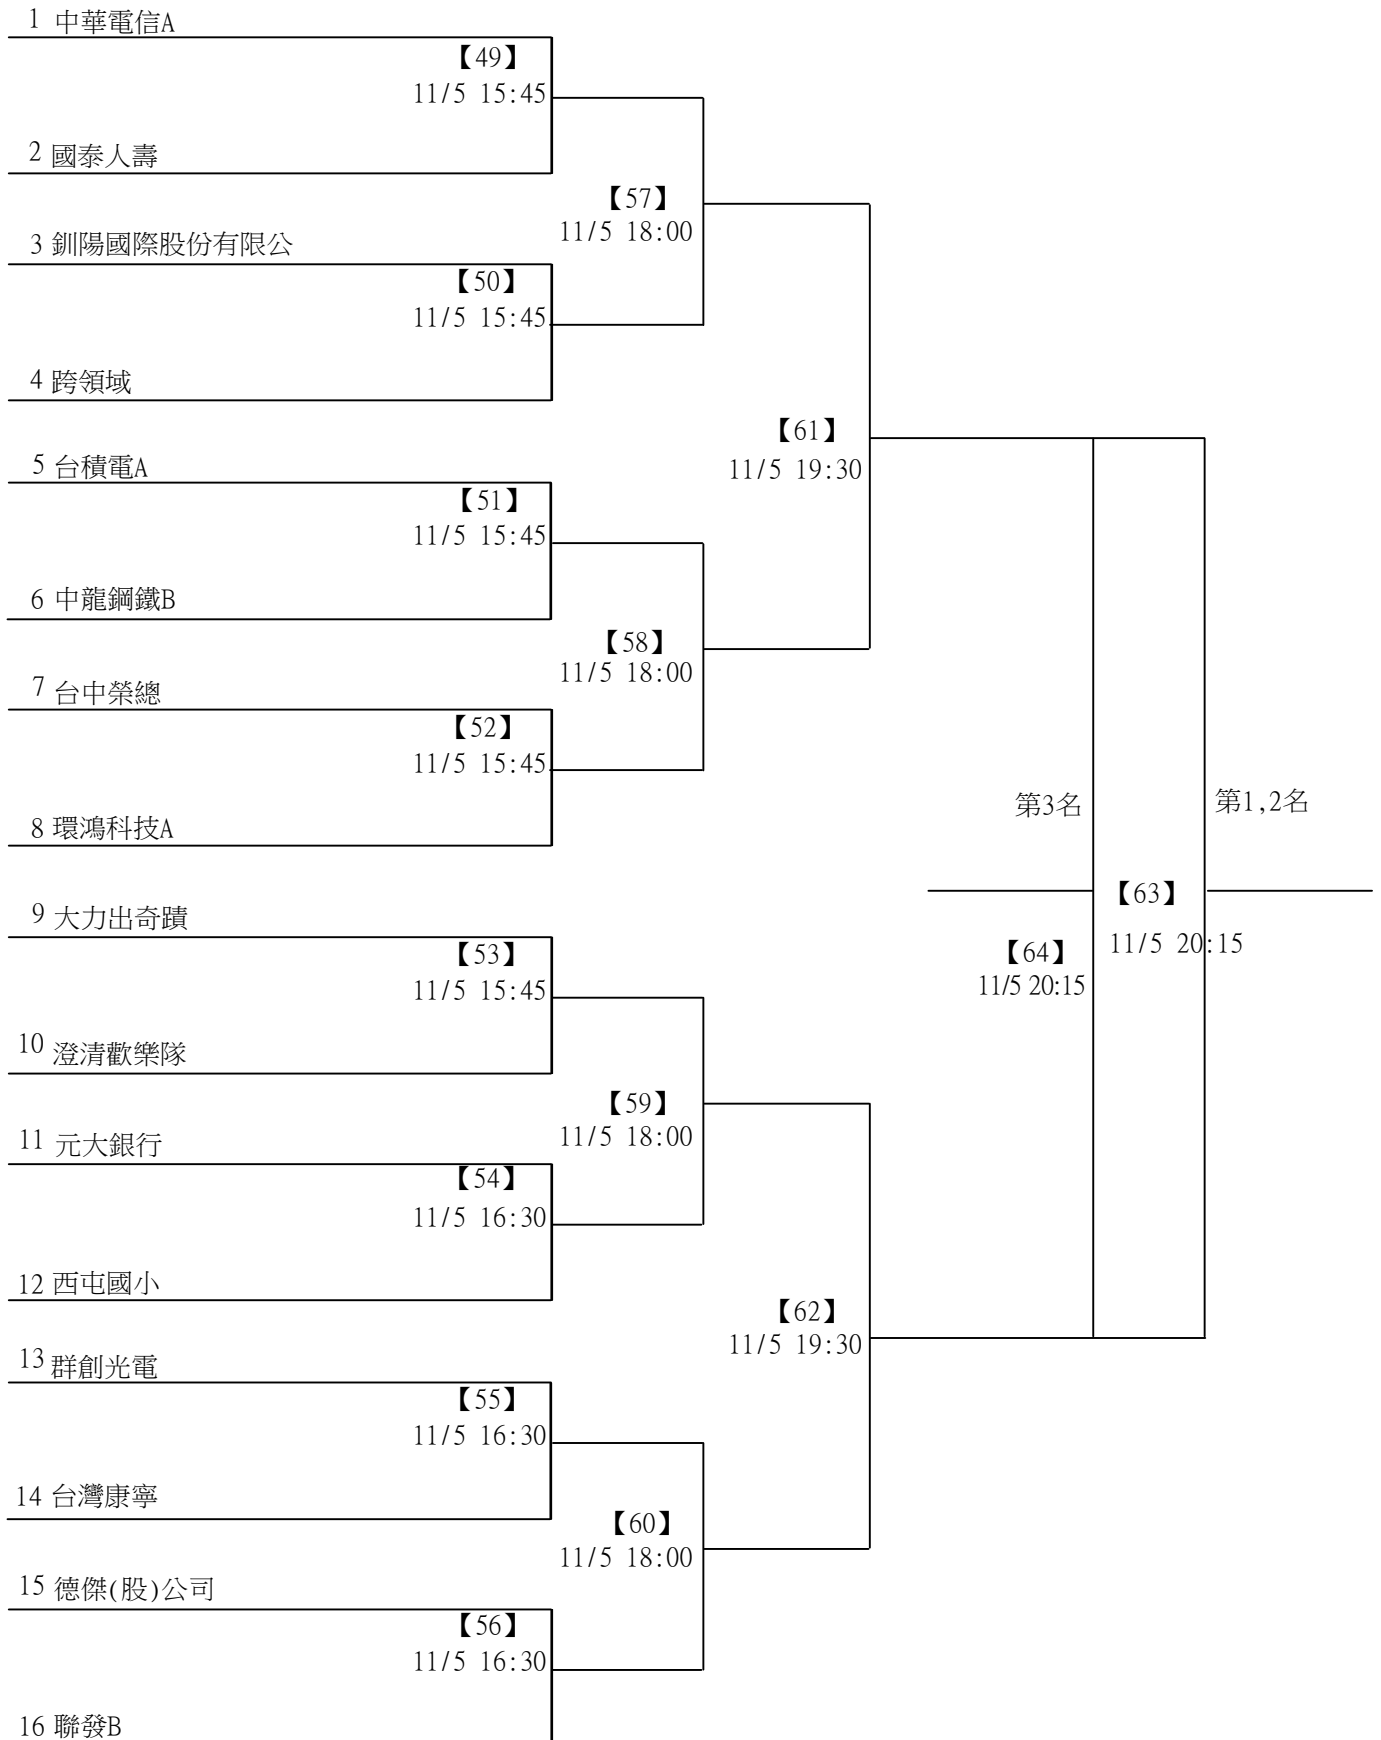 1 中華電信A
【49】
11/5 15:45
2 國泰人壽
【57】
11/5 18:00
3 釧陽國際股份有限公
【50】
11/5 15:45
4 跨領域
【61】
11/5 19:30
5 台積電A
【51】
11/5 15:45
6 中龍鋼鐵B
【58】
11/5 18:00
7 台中榮總
【52】
11/5 15:45
第3名
第1,2名
8 環鴻科技A
【63】
11/5 20:15
9 大力出奇蹟
【53】
11/5 15:45
【64】
11/5 20:15
10 澄清歡樂隊
【59】
11/5 18:00
11 元大銀行
【54】
11/5 16:30
12 西屯國小
【62】
11/5 19:30
13 群創光電
【55】
11/5 16:30
14 台灣康寧
【60】
11/5 18:00
15 德傑(股)公司
【56】
11/5 16:30
16 聯發B